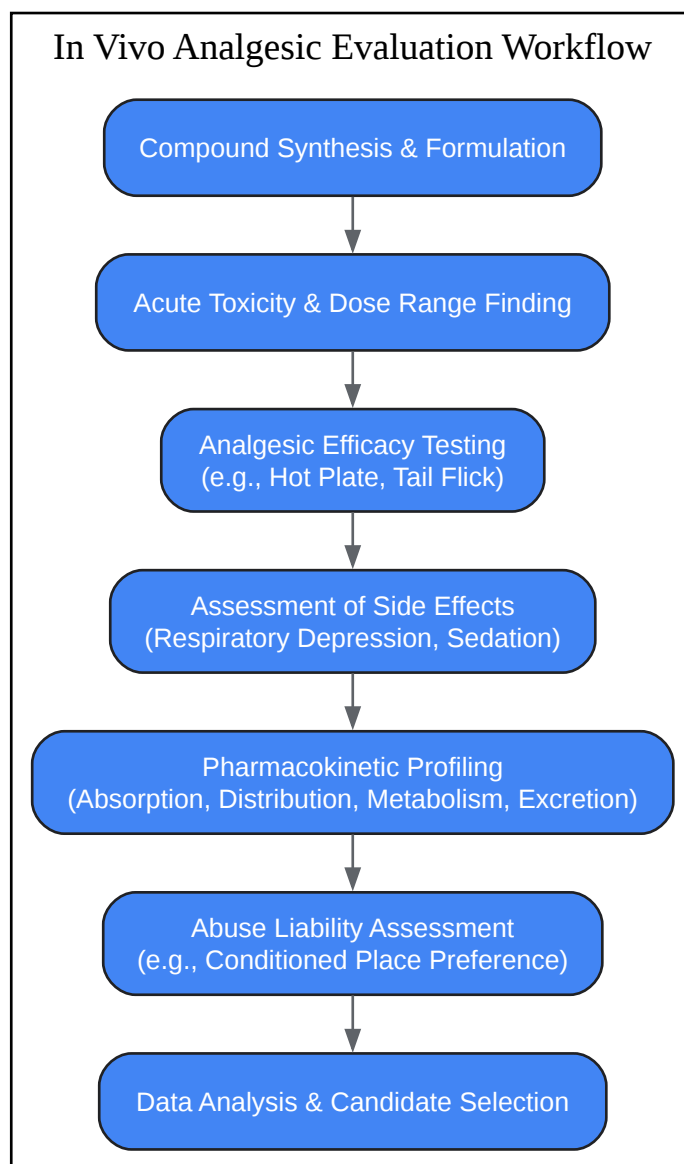 In Vivo Analgesic Evaluation Workflow
Compound Synthesis & Formulation
Acute Toxicity & Dose Range Finding
Analgesic Efficacy Testing
(e.g., Hot Plate, Tail Flick)
Assessment of Side Effects
(Respiratory Depression, Sedation)
Pharmacokinetic Profiling
(Absorption, Distribution, Metabolism, Excretion)
Abuse Liability Assessment
(e.g., Conditioned Place Preference)
Data Analysis & Candidate Selection